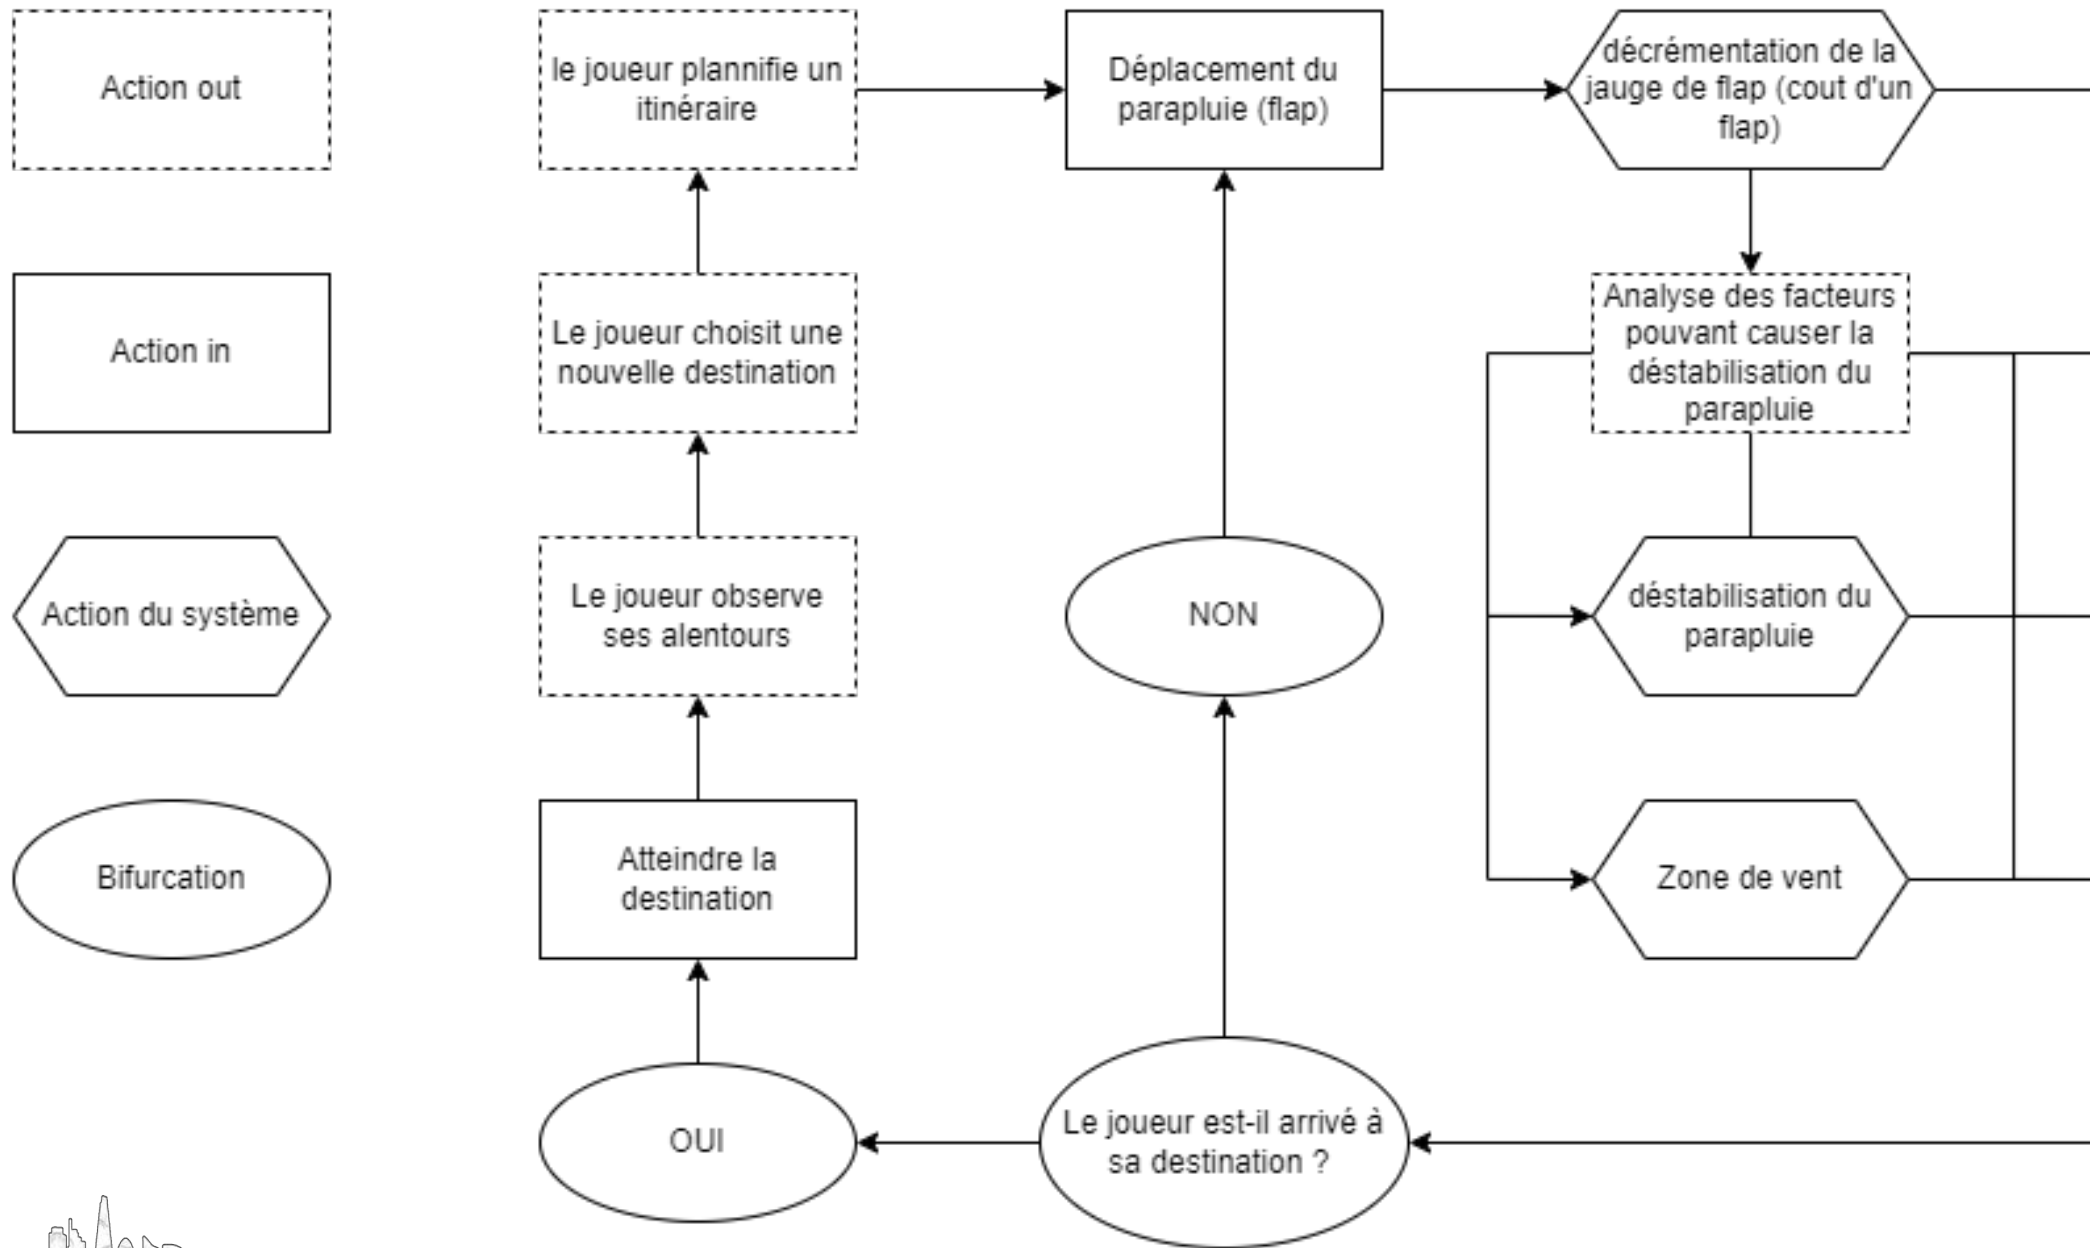 Action out
le joueur plannifie un
itinéraire
Déplacement du
parapluie (flap)
décrémentation de la
jauge de flap (cout d'un
flap)
Action in
Le joueur choisit une
nouvelle destination
Analyse des facteurs
pouvant causer la
déstabilisation du
parapluie
Action du système
Le joueur observe
ses alentours
NON
déstabilisation du
parapluie
Bifurcation
Atteindre la
destination
Zone de vent
OUI
Le joueur est-il arrivé à
sa destination ?